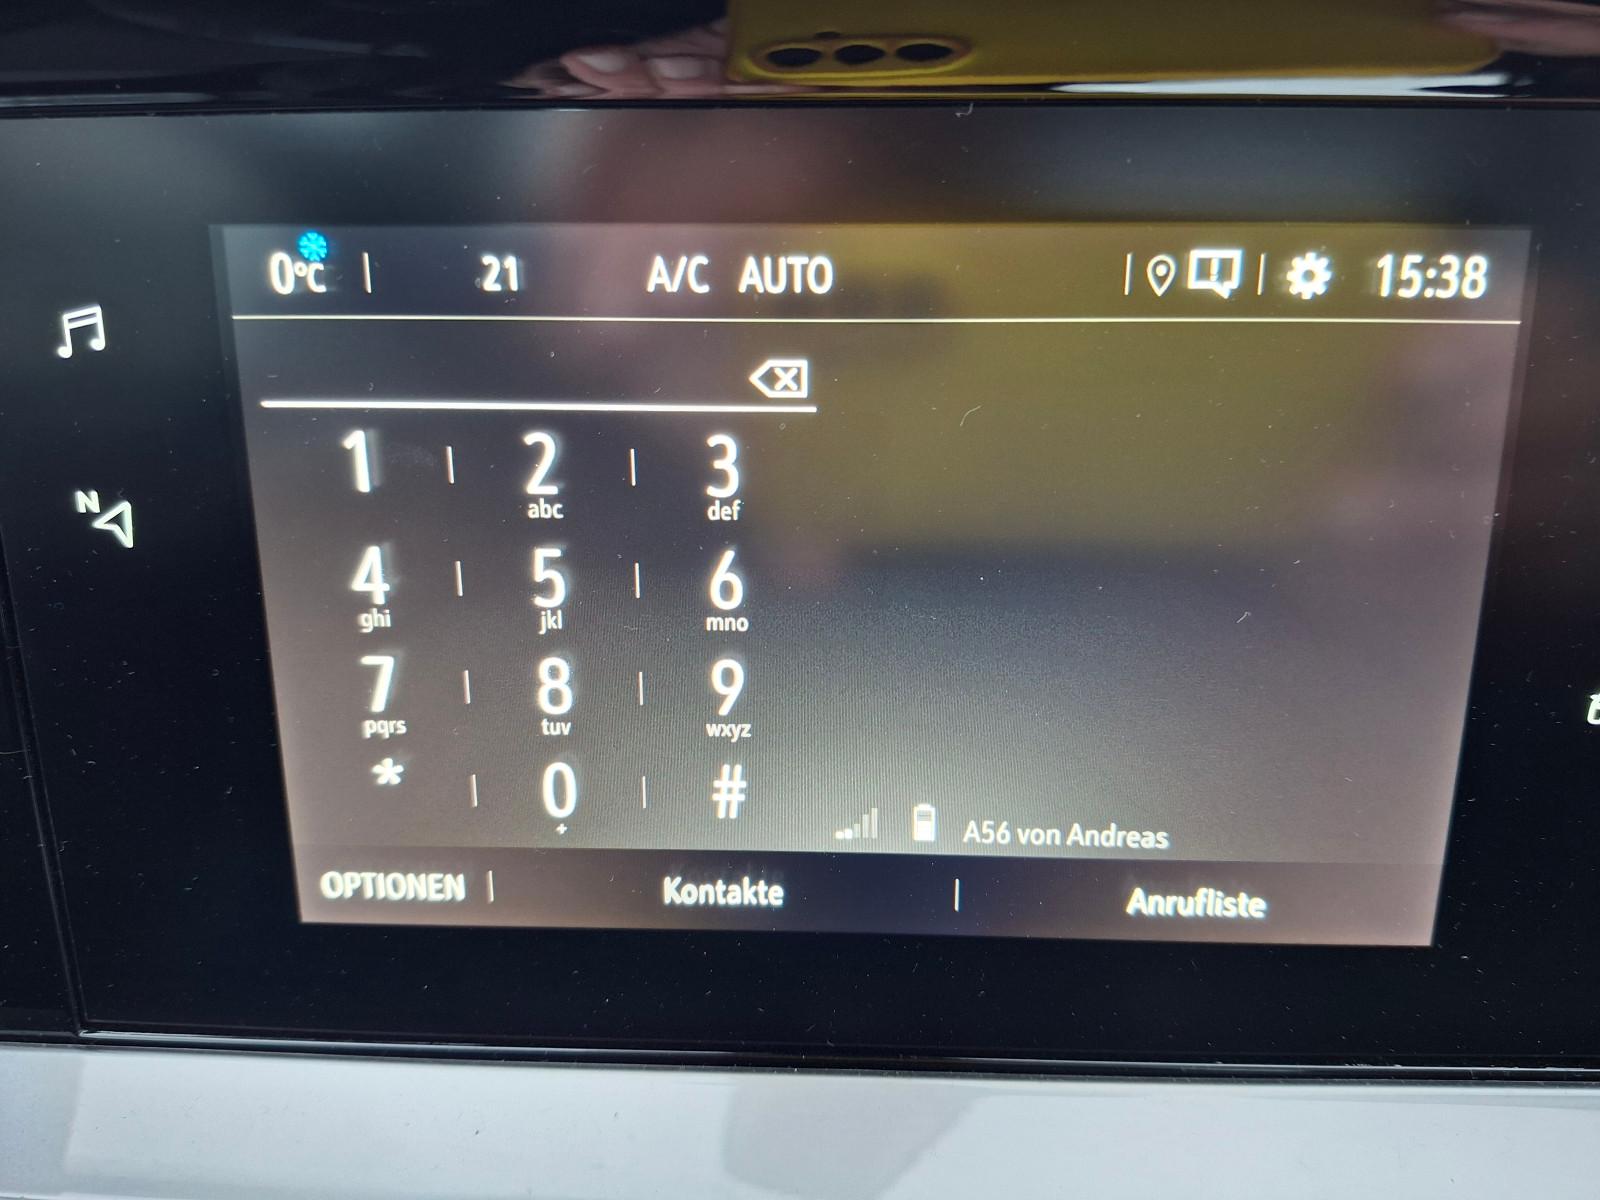 0°C 21 A/C AUTO 15:38
N
1 2 3
abc def
4 5 6
ghi jkl mno
7 8 9
pqrs tuv wxyz
* 0 #
+
A56 von Andreas
OPTIONEN Kontakte Anrufliste